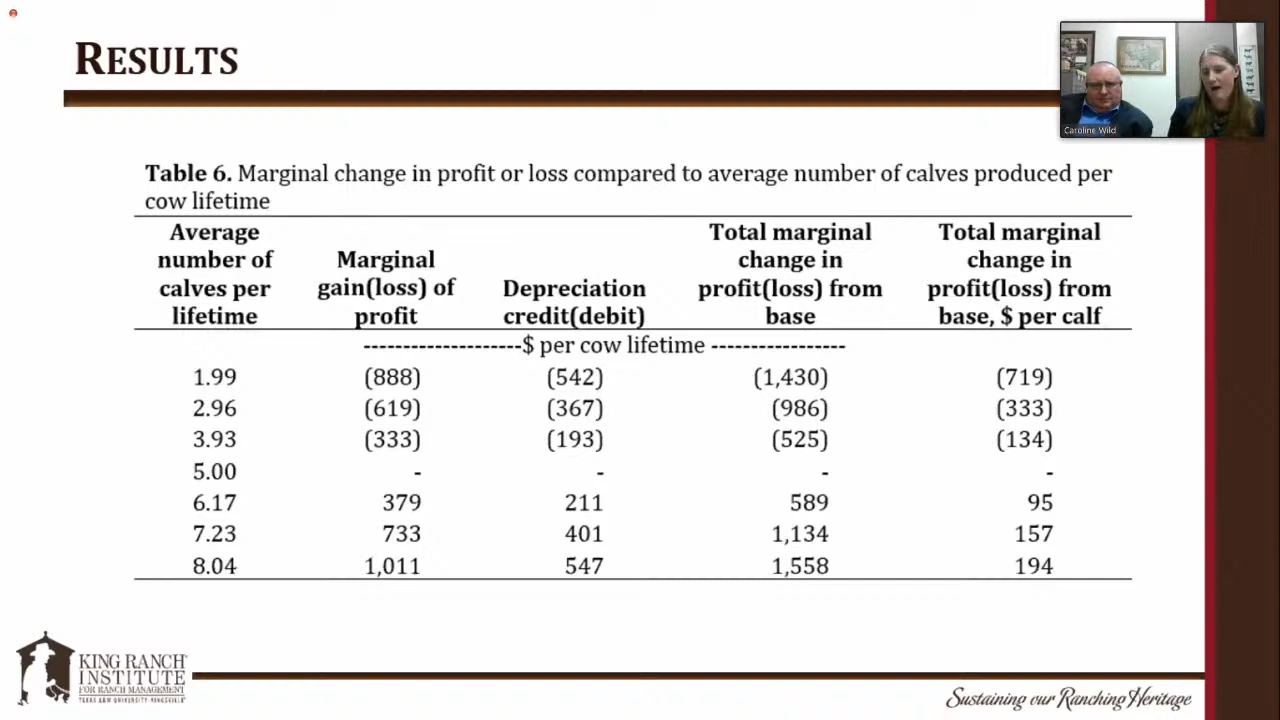 RESULTS
Caroline Wild
Table 6. Marginal change in profit or loss compared to average number of calves produced per
cow lifetime
Average number of calves per lifetime | Marginal gain(loss) of profit | Depreciation credit(debit) | Total marginal change in profit(loss) from base | Total marginal change in profit(loss) from base, $ per calf
--------------------$ per cow lifetime -----------------
1.99 (888) (542) (1,430) (719)
2.96 (619) (367) (986) (333)
3.93 (333) (193) (525) (134)
5.00 - - - -
6.17 379 211 589 95
7.23 733 401 1,134 157
8.04 1,011 547 1,558 194
KING RANCH
INSTITUTE
FOR RANCH MANAGEMENT
TEXAS A&M UNIVERSITY-KINGSVILLE
Sustaining our Ranching Heritage